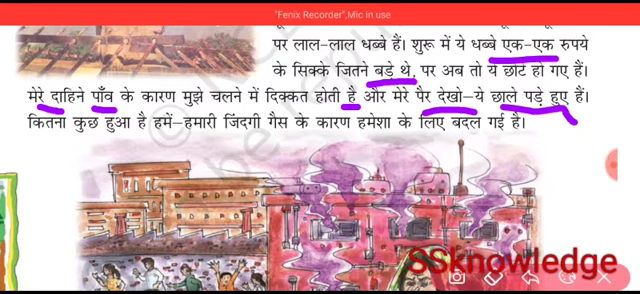 "Fenix Recorder",Mic in use
पर लाल-लाल धब्बे हैं। शुरू में ये धब्बे एक-एक रुपये
के सिक्के जितने बड़े थे, पर अब तो ये छोटे हो गए हैं।
मेरे दाहिने पाँव के कारण मुझे चलने में दिक्कत होती है और मेरे पैर देखो—ये छाले पड़े हुए हैं।
कितना कुछ हुआ है हमें—हमारी जिंदगी गैस के कारण हमेशा के लिए बदल गई है।
SSknowledge